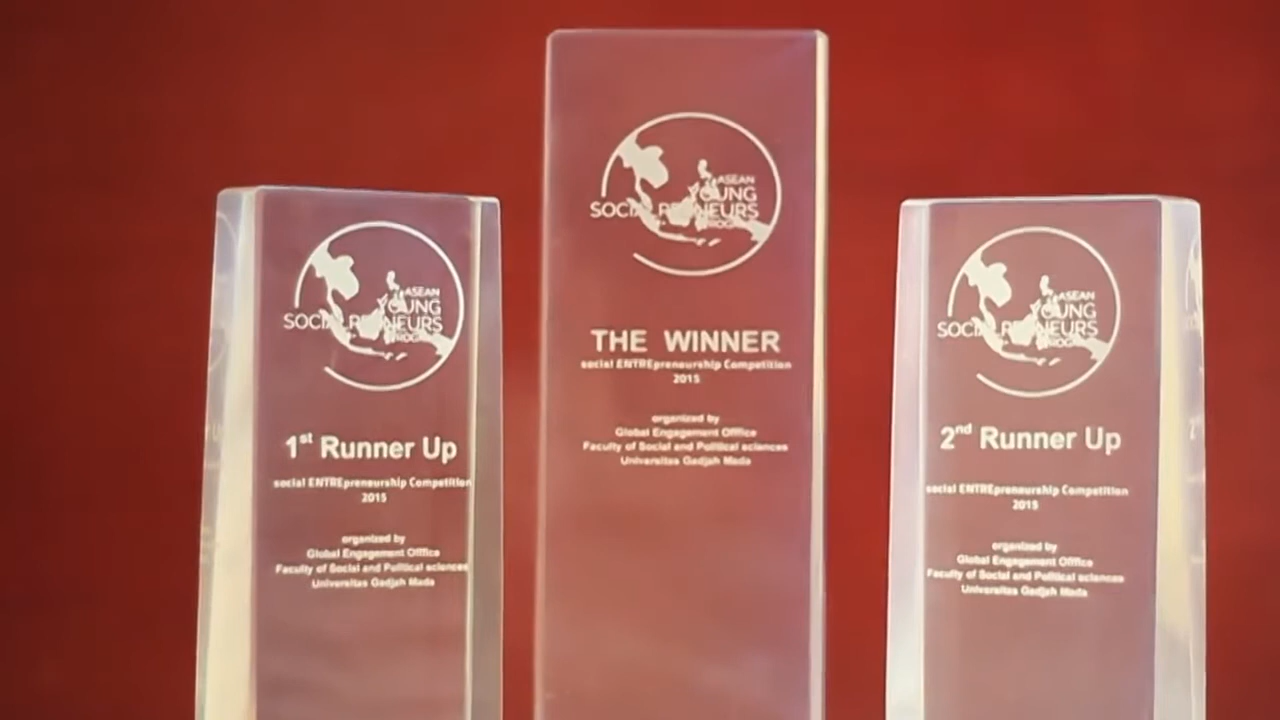 ASEAN
YOUNG
SOCIALPRENEURS
1st Runner Up
social ENTREpreneurship Competition
2015
organized by
Global Engagement Offfice
Faculty of Social and Political sciences
Universitas Gadjah Mada
ASEAN
YOUNG
SOCIALPRENEURS
THE WINNER
social ENTREpreneurship Competition
2015
organized by
Global Engagement Offfice
Faculty of Social and Political sciences
Universitas Gadjah Mada
ASEAN
YOUNG
SOCIALPRENEURS
2nd Runner Up
social ENTREpreneurship Competition
2015
organized by
Global Engagement Offfice
Faculty of Social and Political sciences
Universitas Gadjah Mada